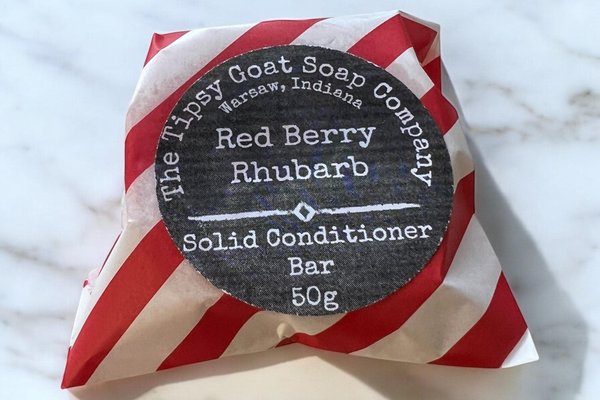 The Tipsy Goat Soap Company
Warsaw, Indiana
Red Berry
Rhubarb
Solid Conditioner
Bar
50g